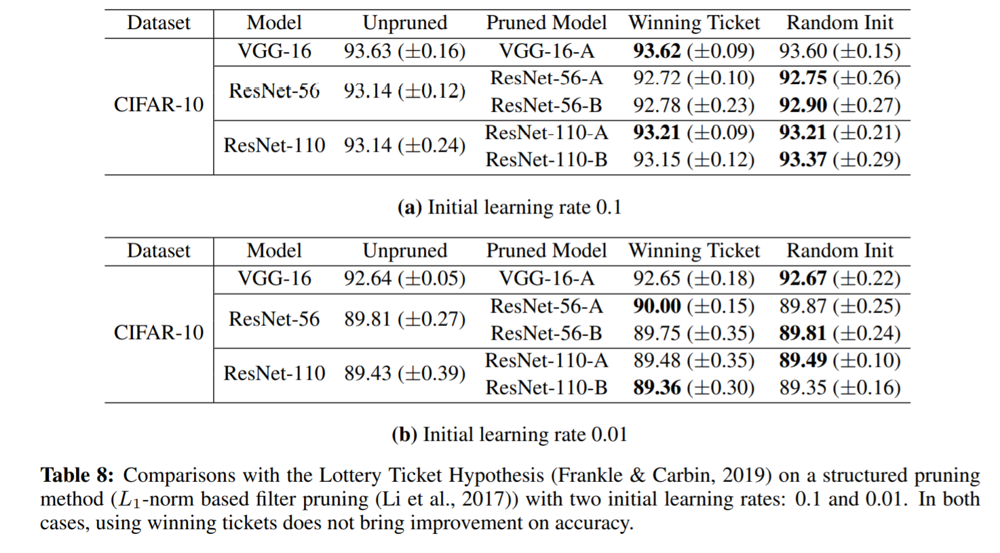 Dataset Model Unpruned Pruned Model Winning Ticket Random Init
VGG-16 93.63 (±0.16) VGG-16-A 93.62 (±0.09) 93.60 (±0.15)
CIFAR-10 ResNet-56 93.14 (±0.12) ResNet-56-A 92.72 (±0.10) 92.75 (±0.26)
ResNet-56-B 92.78 (±0.23) 92.90 (±0.27)
ResNet-110 93.14 (±0.24) ResNet-110-A 93.21 (±0.09) 93.21 (±0.21)
ResNet-110-B 93.15 (±0.12) 93.37 (±0.29)
(a) Initial learning rate 0.1
Dataset Model Unpruned Pruned Model Winning Ticket Random Init
VGG-16 92.64 (±0.05) VGG-16-A 92.65 (±0.18) 92.67 (±0.22)
CIFAR-10 ResNet-56 89.81 (±0.27) ResNet-56-A 90.00 (±0.15) 89.87 (±0.25)
ResNet-56-B 89.75 (±0.35) 89.81 (±0.24)
ResNet-110 89.43 (±0.39) ResNet-110-A 89.48 (±0.35) 89.49 (±0.10)
ResNet-110-B 89.36 (±0.30) 89.35 (±0.16)
(b) Initial learning rate 0.01
Table 8: Comparisons with the Lottery Ticket Hypothesis (Frankle & Carbin, 2019) on a structured pruning
method (L₁-norm based filter pruning (Li et al., 2017)) with two initial learning rates: 0.1 and 0.01. In both
cases, using winning tickets does not bring improvement on accuracy.